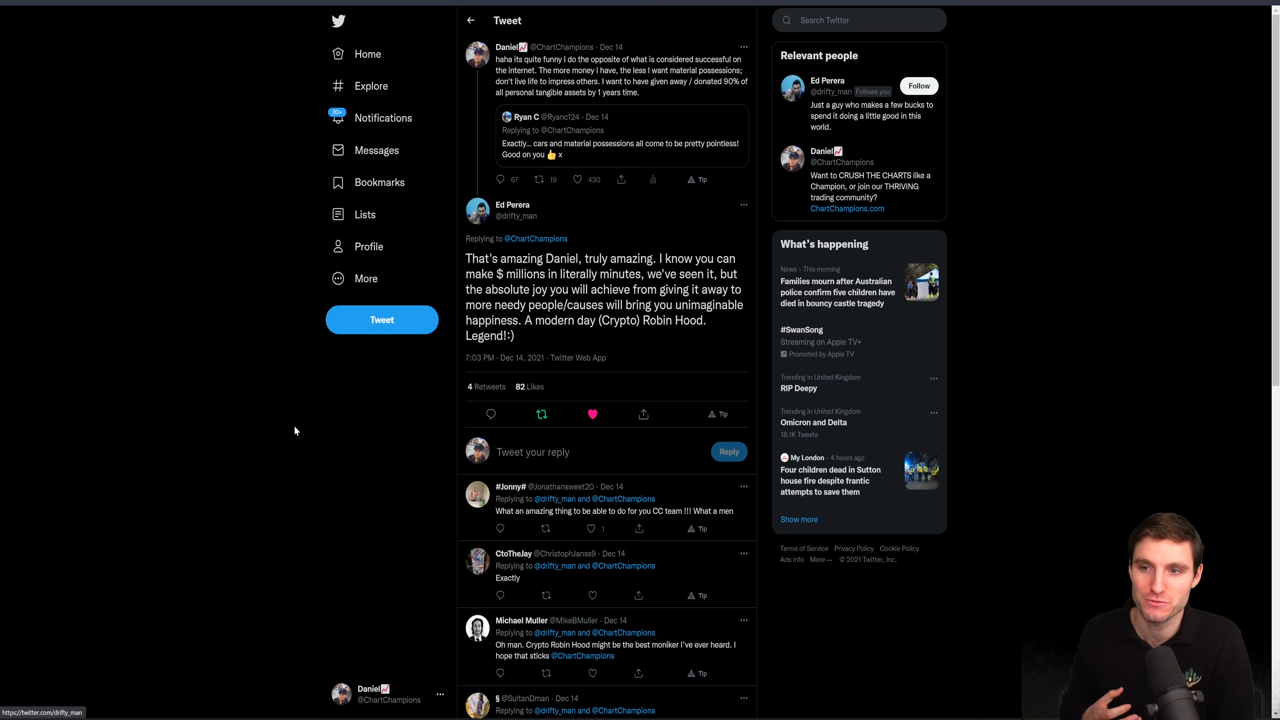 Home
Explore
20+
Notifications
Messages
Bookmarks
Lists
Profile
More
Tweet
Daniel
@ChartChampions
https://twitter.com/drifty_man
Tweet
Daniel @ChartChampions · Dec 14
haha its quite funny I do the opposite of what is considered successful on
the internet. The more money I have, the less I want material possessions;
don't live life to impress others. I want to have given away / donated 90% of
all personal tangible assets by 1 years time.
Ryan C @Ryanc124 · Dec 14
Replying to @ChartChampions
Exactly... cars and material possessions all come to be pretty pointless!
Good on you 👍 x
67 19 430 Tip
Ed Perera
@drifty_man
Replying to @ChartChampions
That's amazing Daniel, truly amazing. I know you can
make $ millions in literally minutes, we've seen it, but
the absolute joy you will achieve from giving it away to
more needy people/causes will bring you unimaginable
happiness. A modern day (Crypto) Robin Hood.
Legend!:)
7:03 PM · Dec 14, 2021 · Twitter Web App
4 Retweets 82 Likes
Tip
Tweet your reply
Reply
#Jonny# @Jonathansweet20 · Dec 14
Replying to @drifty_man and @ChartChampions
What an amazing thing to be able to do for you CC team !!! What a men
1 Tip
CtoTheJay @ChristophJanss9 · Dec 14
Replying to @drifty_man and @ChartChampions
Exactly
Tip
Michael Muller @MikeBMuller · Dec 14
Replying to @drifty_man and @ChartChampions
Oh man. Crypto Robin Hood might be the best moniker I've ever heard. I
hope that sticks @ChartChampions
Tip
§ @SultanDman · Dec 14
Replying to @drifty_man and @ChartChampions
Search Twitter
Relevant people
Ed Perera
@drifty_man Follows you
Follow
Just a guy who makes a few bucks to
spend it doing a little good in this
world.
Daniel
@ChartChampions
Want to CRUSH THE CHARTS like a
Champion, or join our THRIVING
trading community?
ChartChampions.com
What's happening
News · This morning
Families mourn after Australian
police confirm five children have
died in bouncy castle tragedy
#SwanSong
Streaming on Apple TV+
Promoted by Apple TV
Trending in United Kingdom
RIP Deepy
Trending in United Kingdom
Omicron and Delta
18.1K Tweets
My London · 4 hours ago
Four children dead in Sutton
house fire despite frantic
attempts to save them
Show more
Terms of Service Privacy Policy Cookie Policy
Ads info More ··· © 2021 Twitter, Inc.